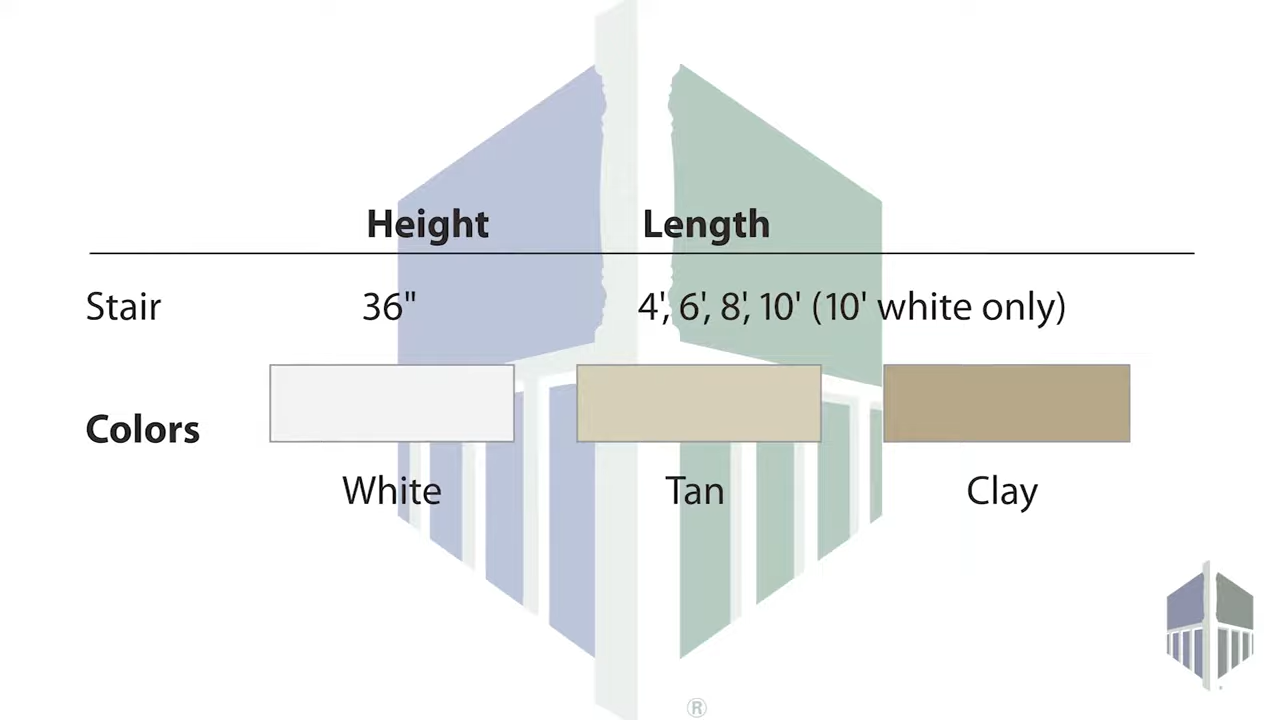 Height Length
Stair 36" 4', 6', 8', 10' (10' white only)
Colors
White Tan Clay
®